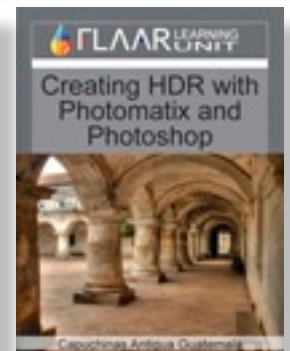 FLAAR LEARNING
UNIT
Creating HDR with
Photomatix and
Photoshop
Capuchinas Antigua Guatemala